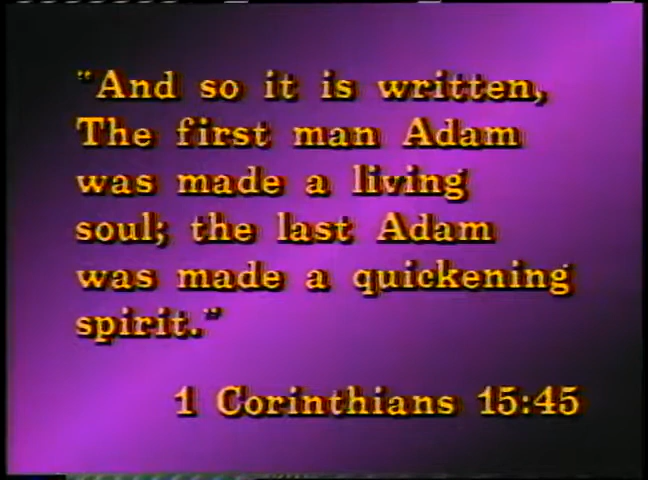 "And so it is written,
The first man Adam
was made a living
soul; the last Adam
was made a quickening
spirit."
1 Corinthians 15:45